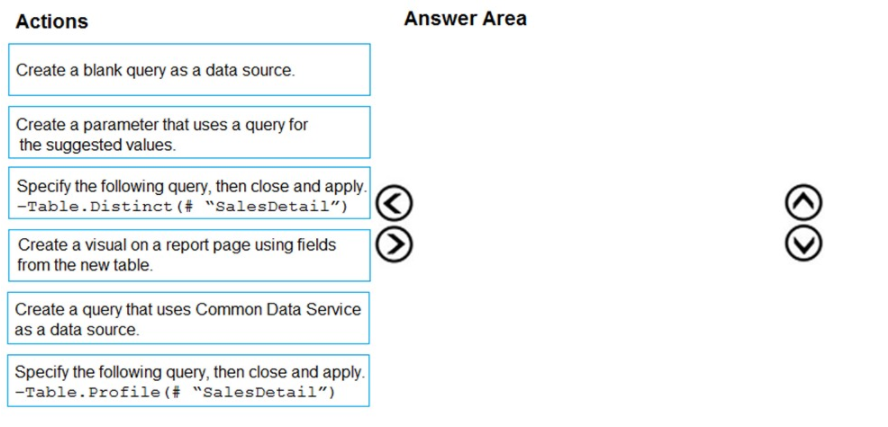 Actions
Answer Area
Create a blank query as a data source.
Create a parameter that uses a query for
the suggested values.
Specify the following query, then close and apply.
–Table.Distinct(# “SalesDetail”)
Create a visual on a report page using fields
from the new table.
Create a query that uses Common Data Service
as a data source.
Specify the following query, then close and apply.
–Table.Profile(# “SalesDetail”)